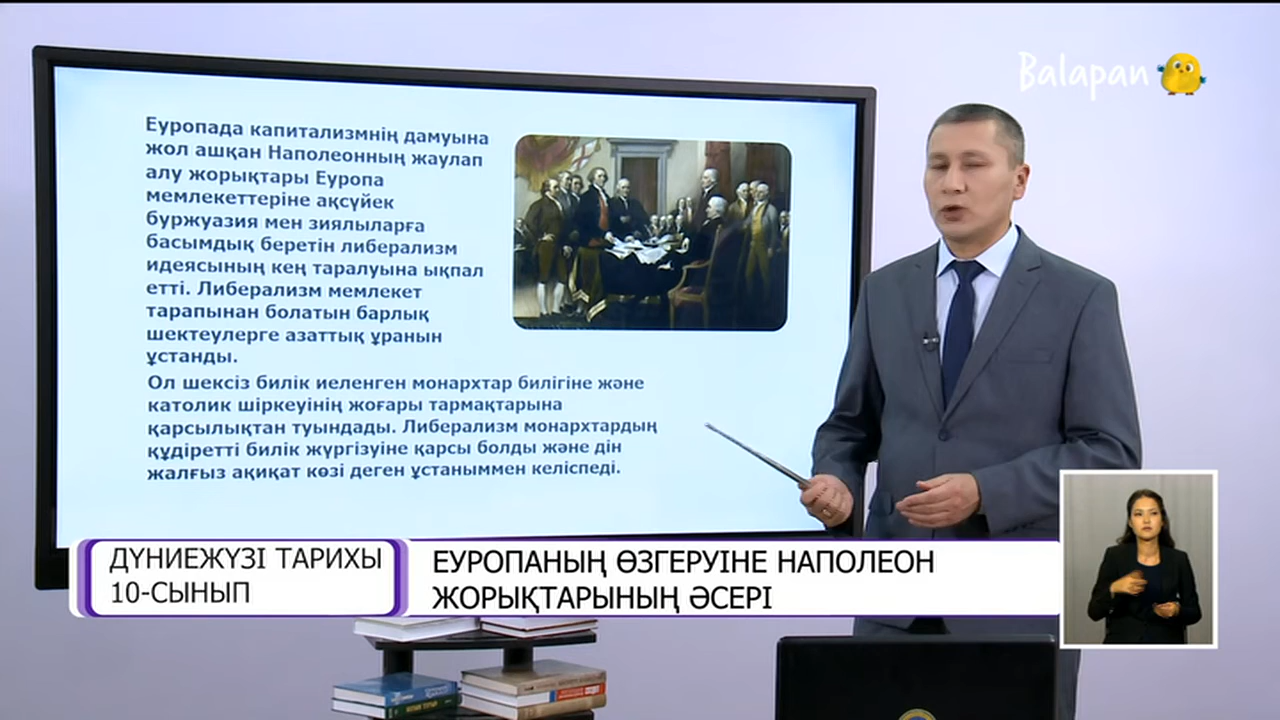 Balapan
Еуропада капитализмнің дамуына
жол ашқан Наполеонның жаулап
алу жорықтары Еуропа
мемлекеттеріне ақсүйек
буржуазия мен зиялыларға
басымдық беретін либерализм
идеясының кең таралуына ықпал
етті. Либерализм мемлекет
тарапынан болатын барлық
шектеулерге азаттық ұранын
ұстанды.
Ол шексіз билік иеленген монархтар билігіне және
католик шіркеуінің жоғары тармақтарына
қарсылықтан туындады. Либерализм монархтардың
құдіретті билік жүргізуіне қарсы болды және дін
жалғыз ақиқат көзі деген ұстаныммен келіспеді.
ДҮНИЕЖҮЗІ ТАРИХЫ
10-СЫНЫП
ЕУРОПАНЫҢ ӨЗГЕРУІНЕ НАПОЛЕОН
ЖОРЫҚТАРЫНЫҢ ӘСЕРІ